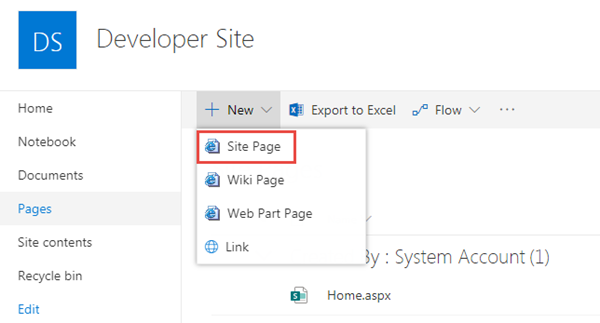 DS
Developer Site
Home
Notebook
Documents
Pages
Site contents
Recycle bin
Edit
New
Export to Excel
Flow
Site Page
Wiki Page
Web Part Page
Link
By : System Account (1)
Home.aspx